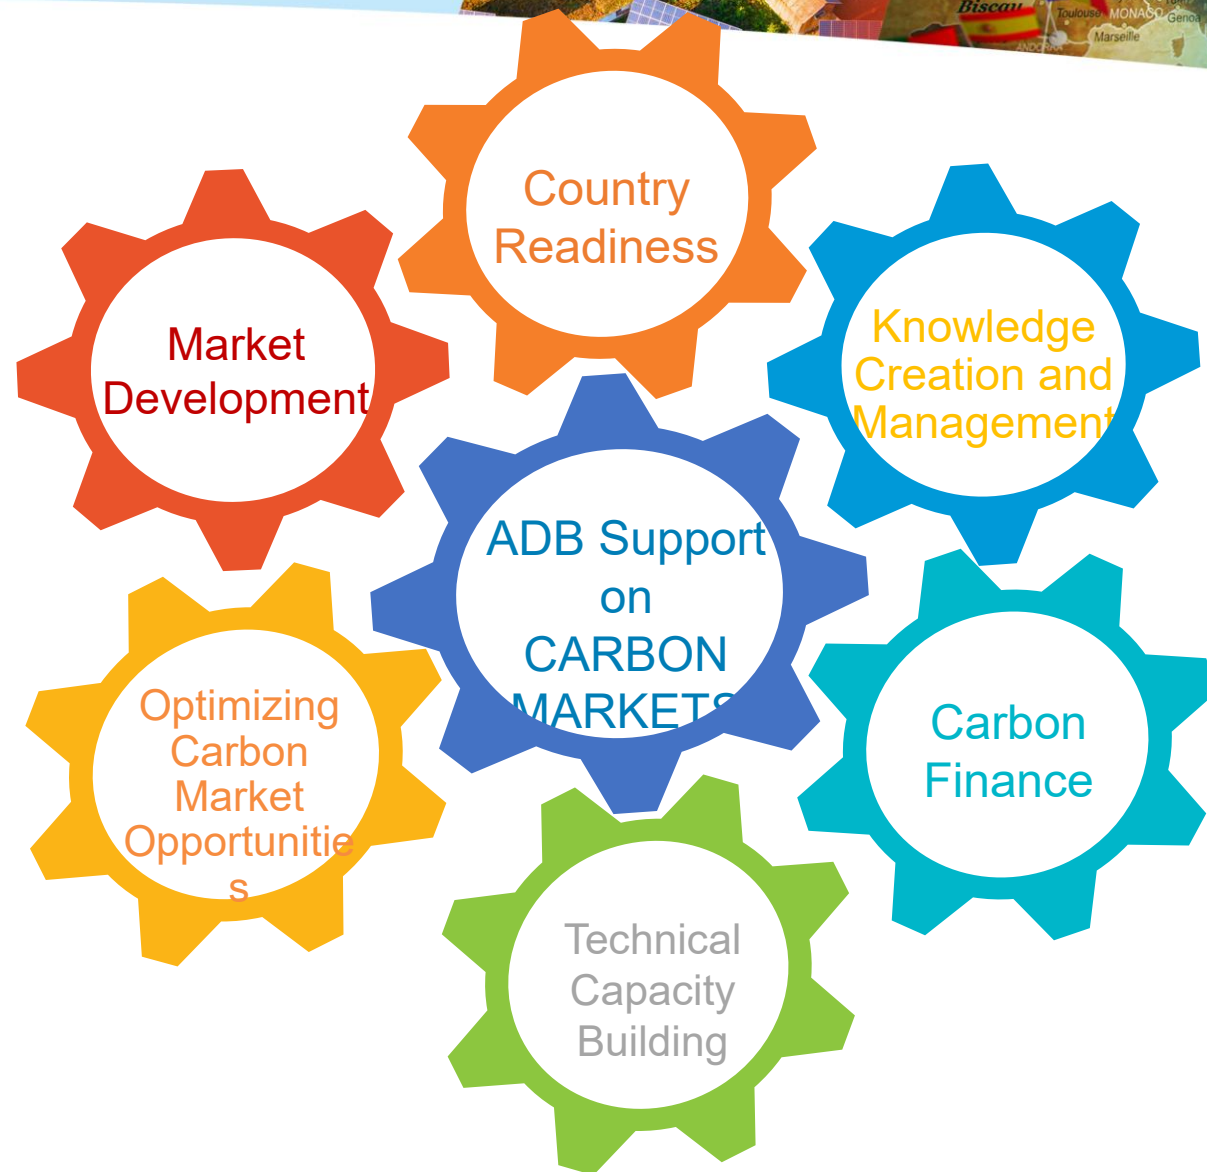 Biscay
Toulouse
MONACO
Genoa
Marseille
ANDORRA
Country
Readiness
Market
Development
Knowledge
Creation and
Management
ADB Support
on
CARBON
MARKETS
Optimizing
Carbon
Market
Opportunitie
s
Carbon
Finance
Technical
Capacity
Building